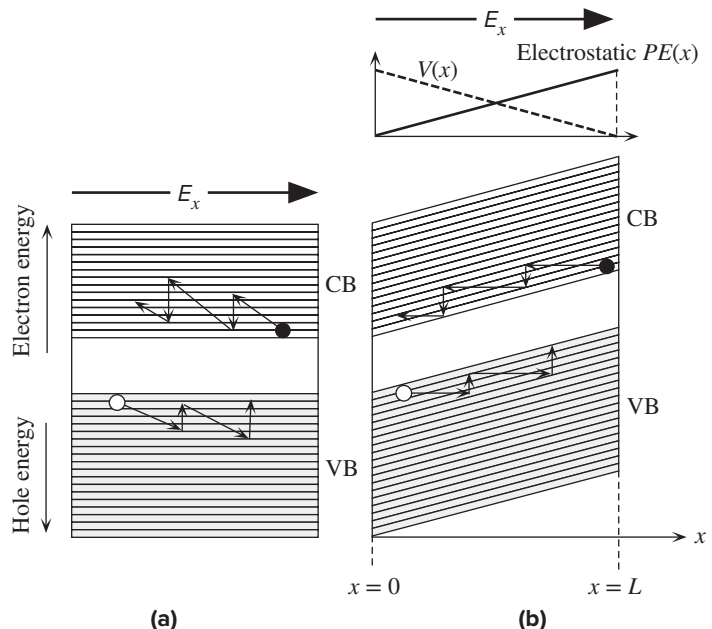 E_x
Electrostatic PE(x)
V(x)
E_x
CB
CB
Electron energy
Hole energy
VB
VB
x
x = 0
x = L
(a)
(b)